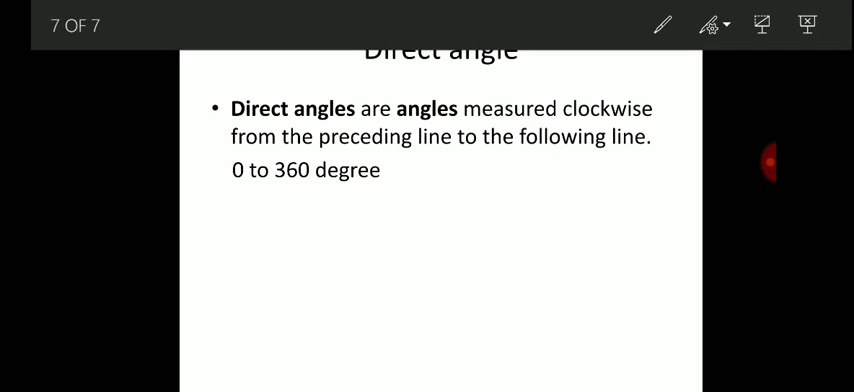 7 OF 7
Direct angle
• Direct angles are angles measured clockwise
from the preceding line to the following line.
0 to 360 degree